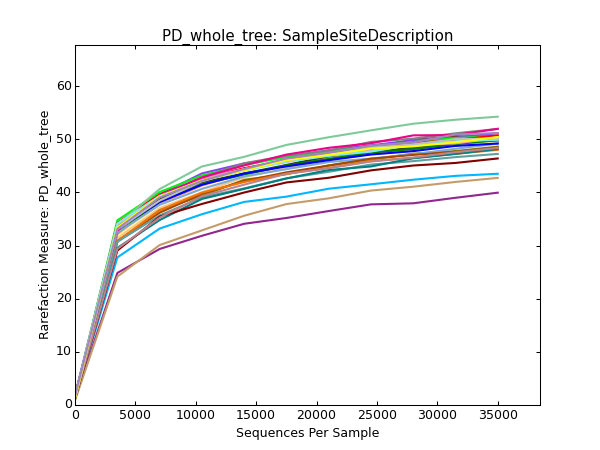 PD_whole_tree: SampleSiteDescription
Rarefaction Measure: PD_whole_tree
60
50
40
30
20
10
0
0 5000 10000 15000 20000 25000 30000 35000
Sequences Per Sample